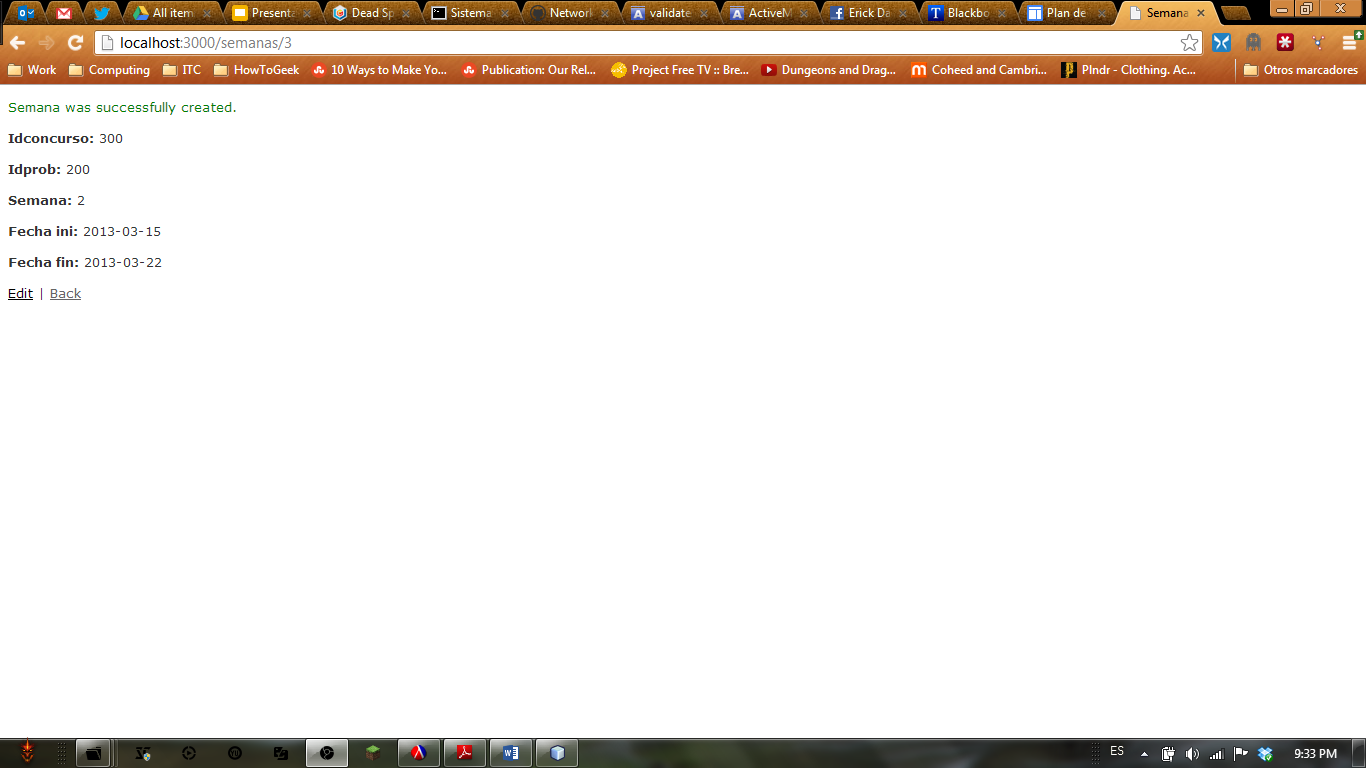 All item
Presenta
Dead Sp
Sistema
Network
validate
ActiveM
Erick Da
Blackbo
Plan de
Semana
localhost:3000/semanas/3
Work
Computing
ITC
HowToGeek
10 Ways to Make Yo...
Publication: Our Rel...
Project Free TV :: Bre...
Dungeons and Drag...
Coheed and Cambri...
Plndr - Clothing. Ac...
Otros marcadores
Semana was successfully created.
Idconcurso: 300
Idprob: 200
Semana: 2
Fecha ini: 2013-03-15
Fecha fin: 2013-03-22
Edit | Back
ES
9:33 PM